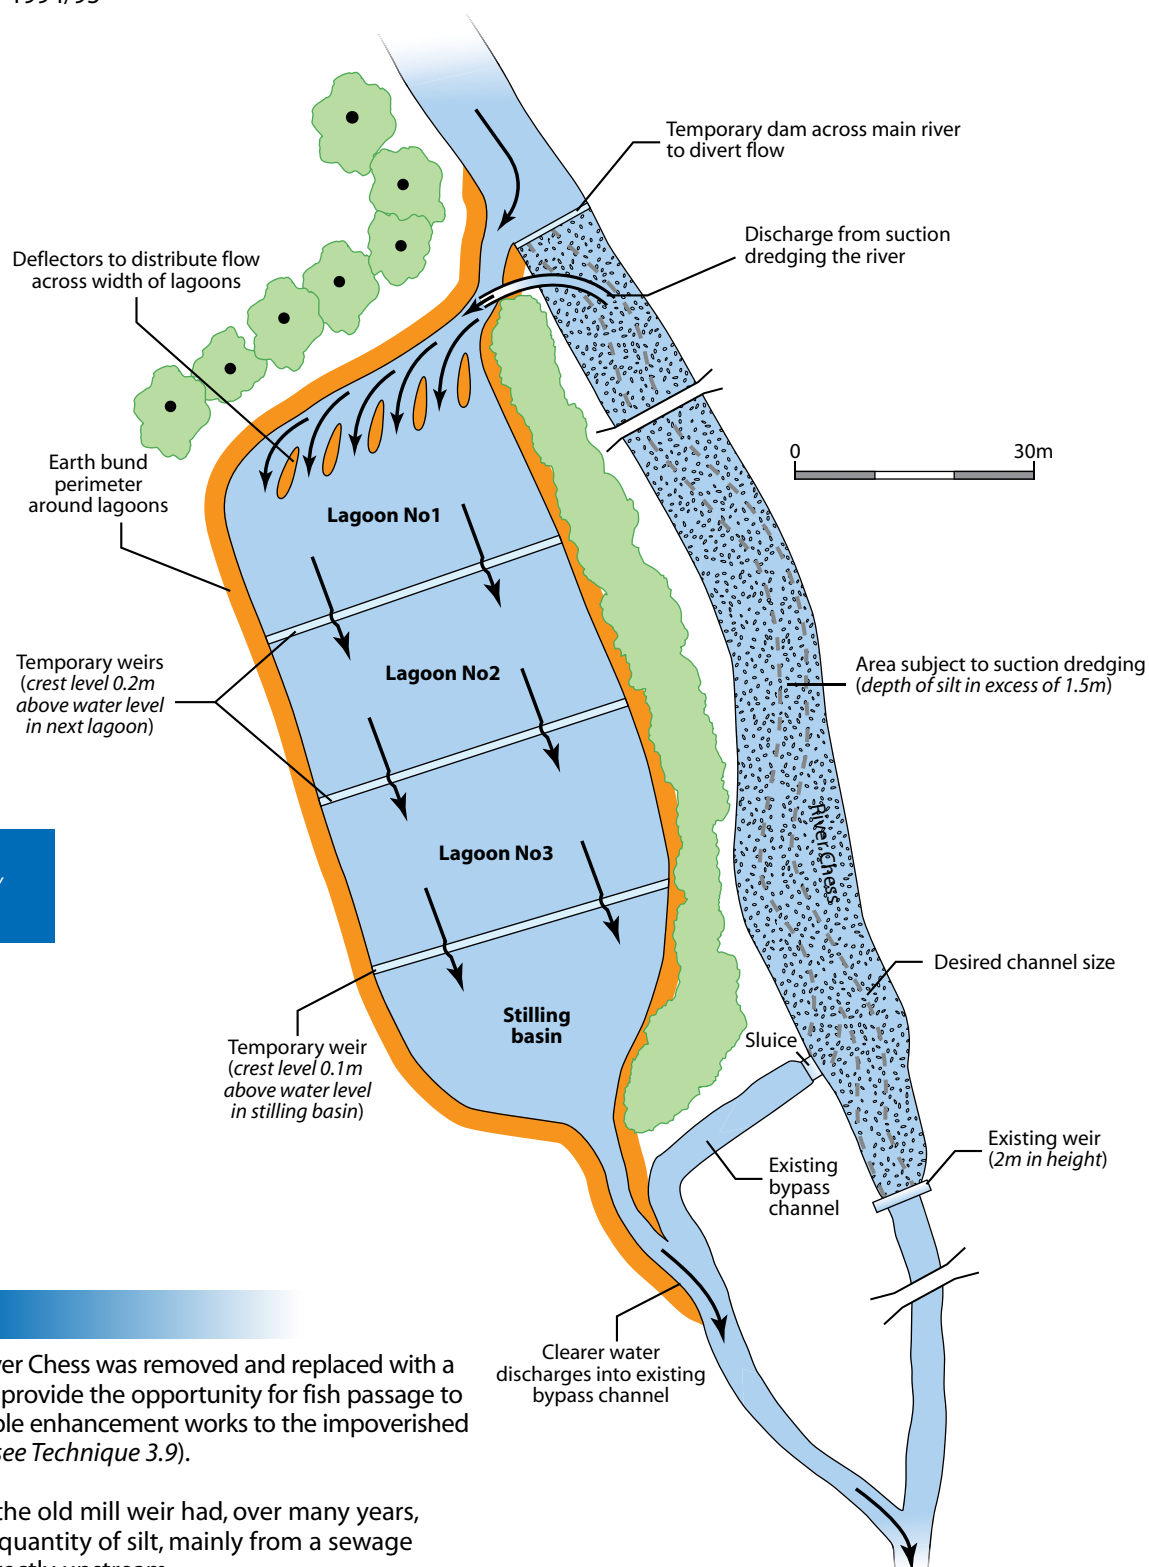 1994/95
Temporary dam across main river
to divert flow
Discharge from suction
dredging the river
Deflectors to distribute flow
across width of lagoons
0 30m
Earth bund
perimeter
around lagoons
Lagoon No1
Temporary weirs
(crest level 0.2m
above water level
in next lagoon)
Lagoon No2
Area subject to suction dredging
(depth of silt in excess of 1.5m)
River Chess
Lagoon No3
Desired channel size
Stilling
basin
Sluice
Temporary weir
(crest level 0.1m
above water level
in stilling basin)
Existing weir
(2m in height)
Existing
bypass
channel
Clearer water
discharges into existing
bypass channel
ver Chess was removed and replaced with a
provide the opportunity for fish passage to
ble enhancement works to the impoverished
see Technique 3.9).
the old mill weir had, over many years,
quantity of silt, mainly from a sewage
upstream